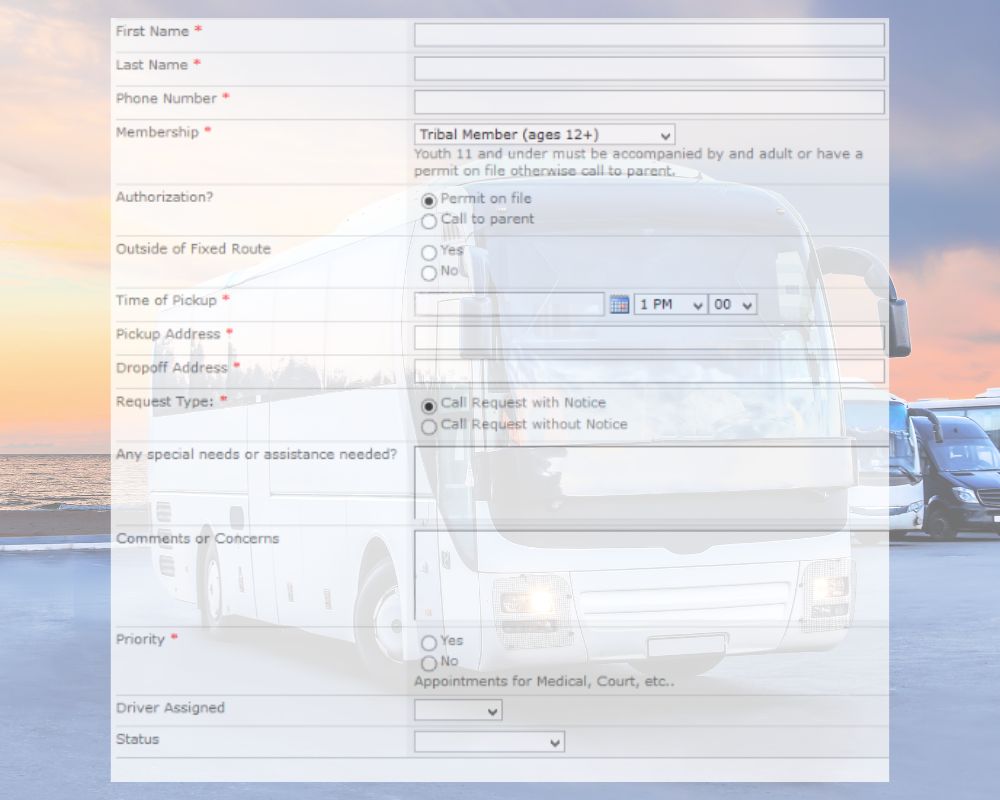 First Name *
Last Name *
Phone Number *
Membership *
Tribal Member (ages 12+)
Youth 11 and under must be accompanied by and adult or have a
permit on file otherwise call to parent.
Authorization?
Permit on file
Call to parent
Outside of Fixed Route
Yes
No
Time of Pickup *
1 PM
00
Pickup Address *
Dropoff Address *
Request Type: *
Call Request with Notice
Call Request without Notice
Any special needs or assistance needed?
Comments or Concerns
Priority *
Yes
No
Appointments for Medical, Court, etc..
Driver Assigned
Status